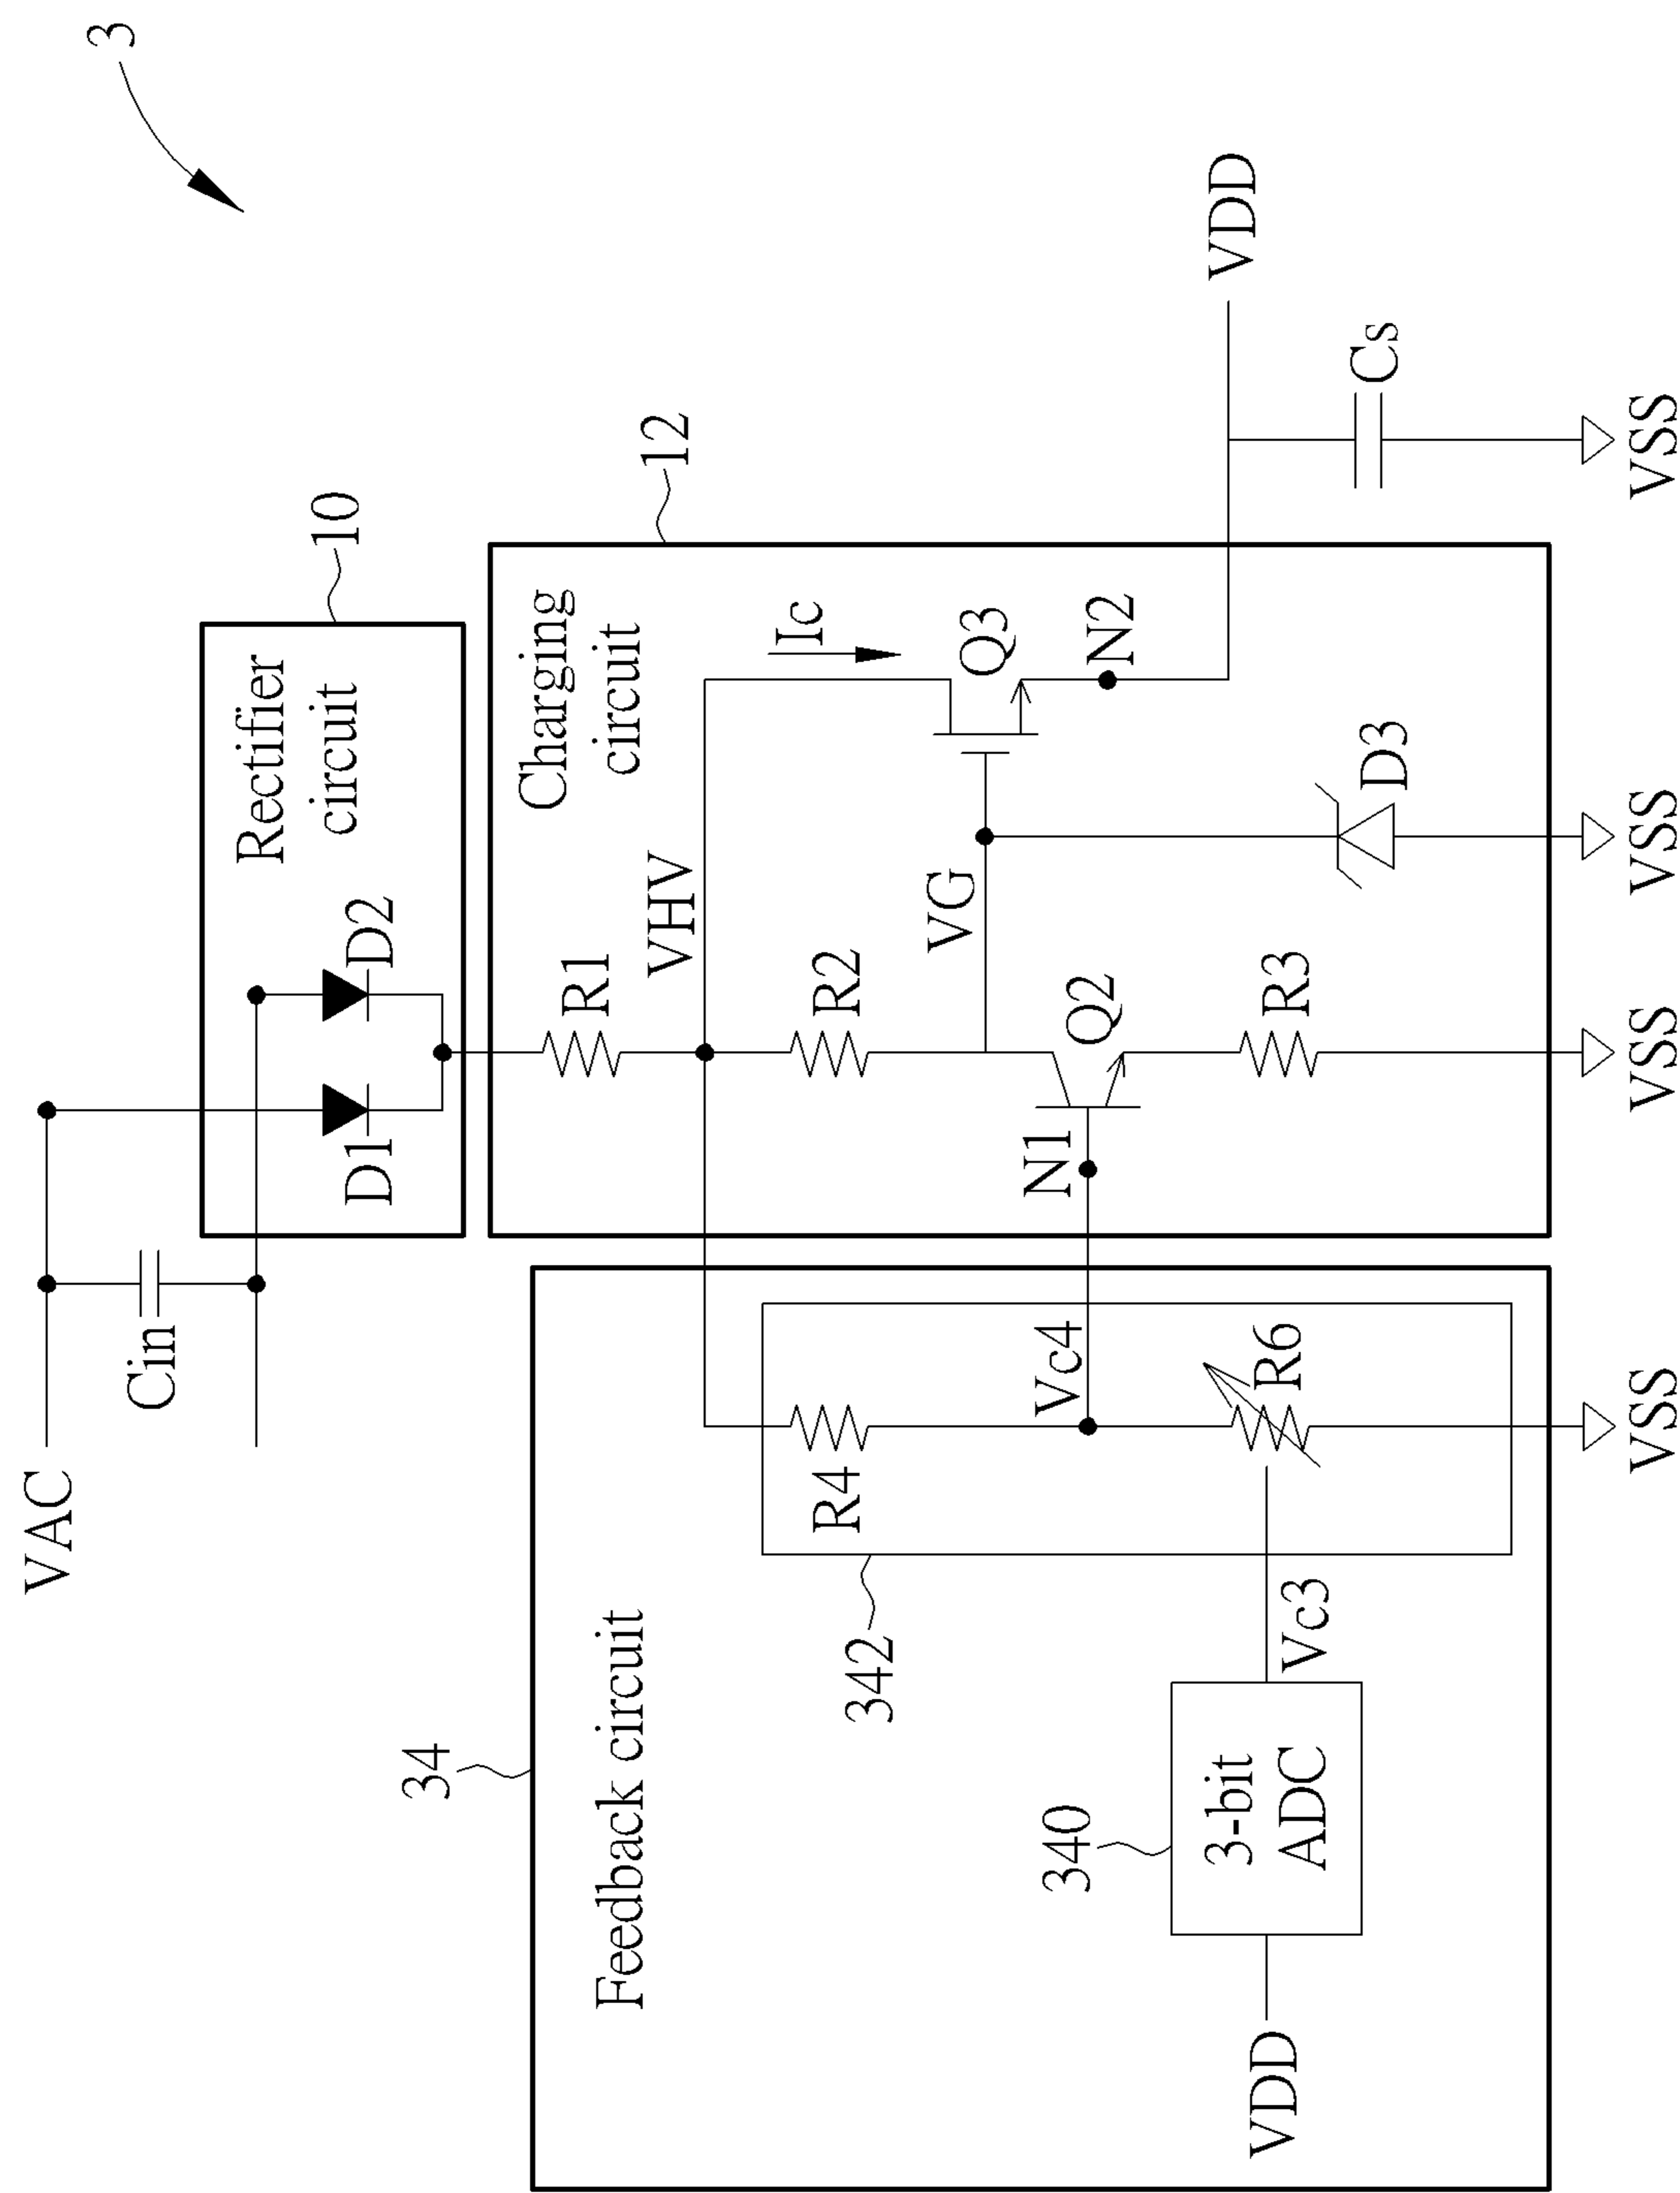 3
VAC
Cin
10
Rectifier
circuit
D1
D2
12
Charging
circuit
R1
VHV
Ic
R2
VG
Q3
N1
Q2
N2
VDD
R3
D3
Cs
34
Feedback circuit
342
R4
Vc4
340
3-bit
ADC
VDD
Vc3
R6
VSS
VSS
VSS
VSS